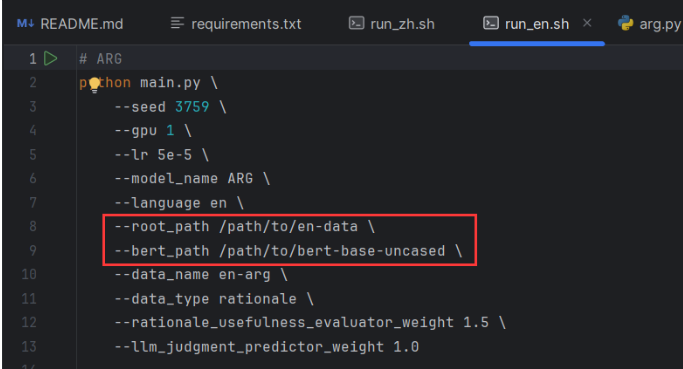 M↓ README.md requirements.txt run_zh.sh run_en.sh × arg.py
1 # ARG
2 python main.py \
3 --seed 3759 \
4 --gpu 1 \
5 --lr 5e-5 \
6 --model_name ARG \
7 --language en \
8 --root_path /path/to/en-data \
9 --bert_path /path/to/bert-base-uncased \
10 --data_name en-arg \
11 --data_type rationale \
12 --rationale_usefulness_evaluator_weight 1.5 \
13 --llm_judgment_predictor_weight 1.0